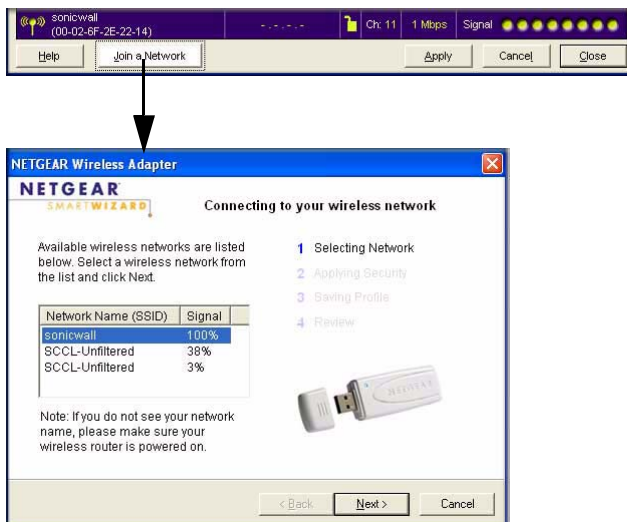 sonicwall
(00-02-6F-2E-22-14) -.-.-.- Ch: 11 1 Mbps Signal
Help Join a Network Apply Cancel Close
NETGEAR Wireless Adapter
NETGEAR
SMARTWIZARD
Connecting to your wireless network
Available wireless networks are listed
below. Select a wireless network from
the list and click Next.
Network Name (SSID) Signal
sonicwall 100%
SCCL-Unfiltered 38%
SCCL-Unfiltered 3%
Note: If you do not see your network
name, please make sure your
wireless router is powered on.
1 Selecting Network
2 Applying Security
3 Saving Profile
4 Review
NETGEAR
< Back Next > Cancel